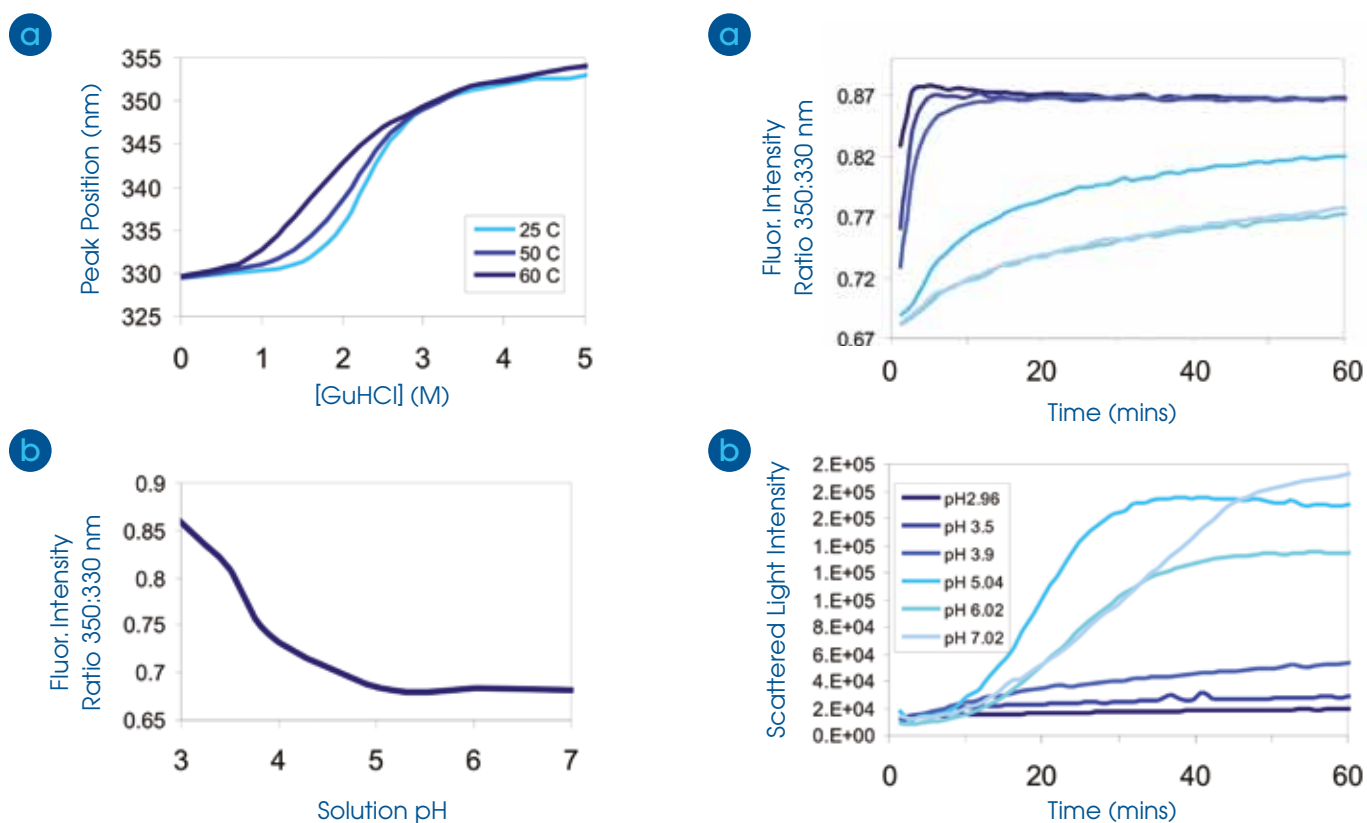 a
Peak Position (nm)
355
350
345
340
335
330
325
25 C
50 C
60 C
0 1 2 3 4 5
[GuHCl] (M)
b
Fluor. Intensity
Ratio 350:330 nm
0.9
0.85
0.8
0.75
0.7
0.65
3 4 5 6 7
Solution pH
a
Fluor. Intensity
Ratio 350:330 nm
0.87
0.82
0.77
0.72
0.67
0 20 40 60
Time (mins)
b
Scattered Light Intensity
2.E+05
2.E+05
2.E+05
1.E+05
1.E+05
1.E+05
8.E+04
6.E+04
4.E+04
2.E+04
0.E+00
pH2.96
pH 3.5
pH 3.9
pH 5.04
pH 6.02
pH 7.02
0 20 40 60
Time (mins)